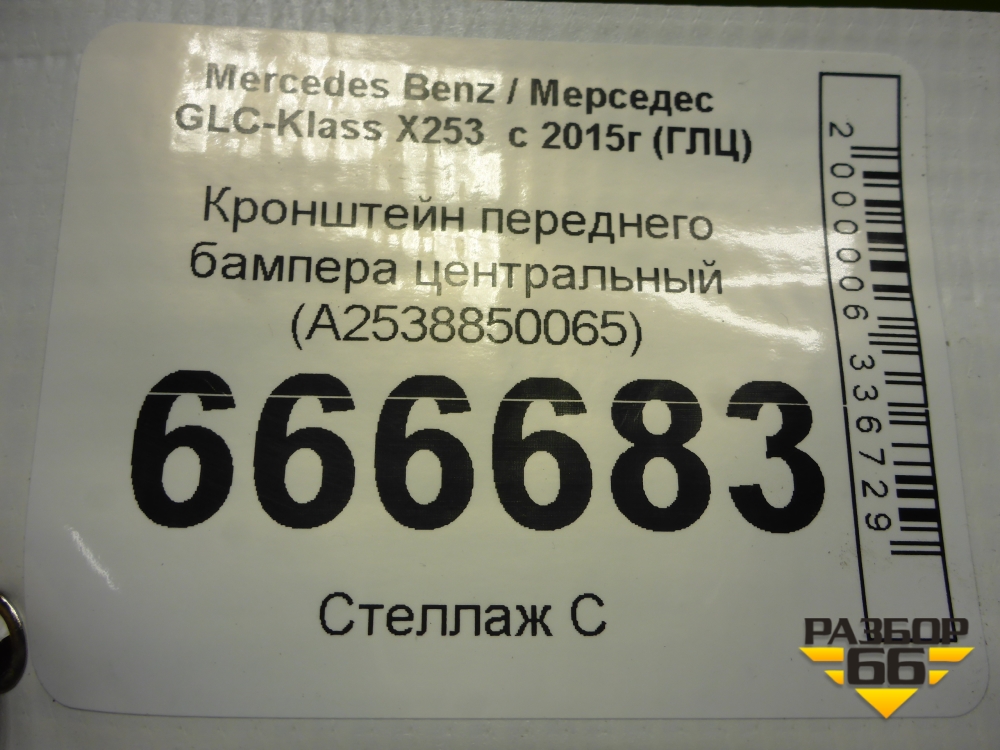 Mercedes Benz / Мерседес
GLC-Klass X253 с 2015г (ГЛЦ)
Кронштейн переднего
бампера центральный
(A2538850065)
666683
Стеллаж С
2000006336729
РАЗБОР
66